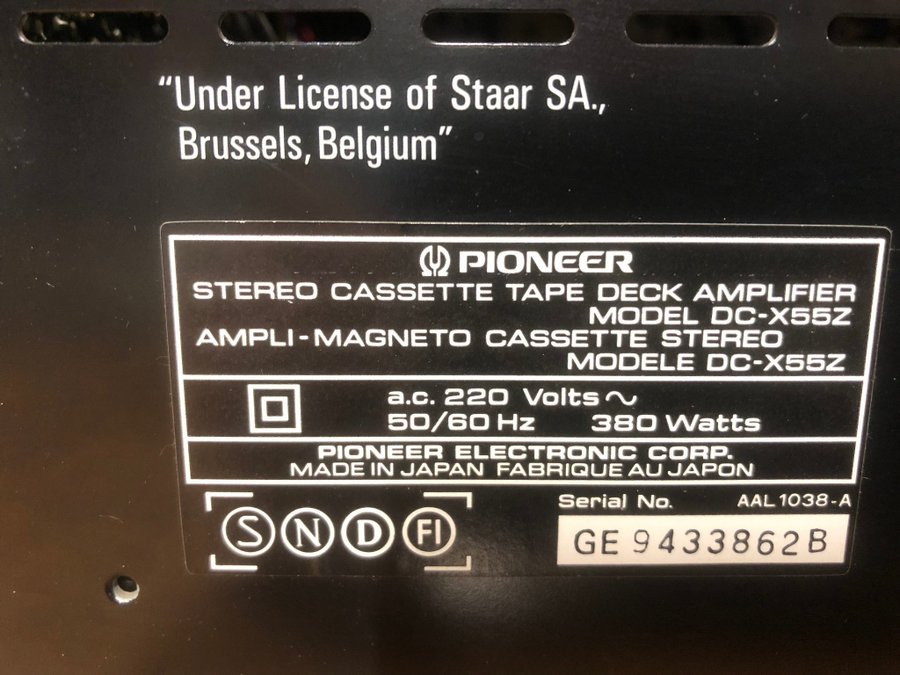 “Under License of Staar SA.,
Brussels, Belgium”
PIONEER
STEREO CASSETTE TAPE DECK AMPLIFIER
MODEL DC-X55Z
AMPLI-MAGNETO CASSETTE STEREO
MODELE DC-X55Z
a.c. 220 Volts ~
50/60 Hz 380 Watts
PIONEER ELECTRONIC CORP.
MADE IN JAPAN FABRIQUE AU JAPON
S N D FI
Serial No. AAL1038-A
GE 9433862B